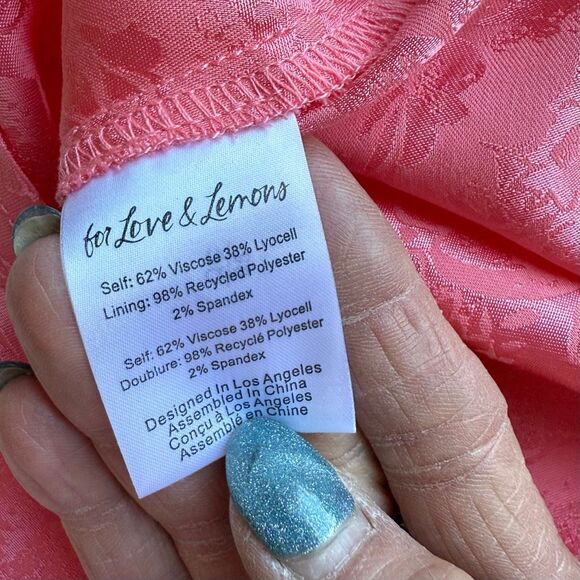 for Love & Lemons
Self: 62% Viscose 38% Lyocell
Lining: 98% Recycled Polyester
2% Spandex
Self: 62% Viscose 38% Lyocell
Doublure: 98% Recyclé Polyester
2% Spandex
Designed In Los Angeles
Assembled In China
Conçu à Los Angeles
Assemblé en Chine